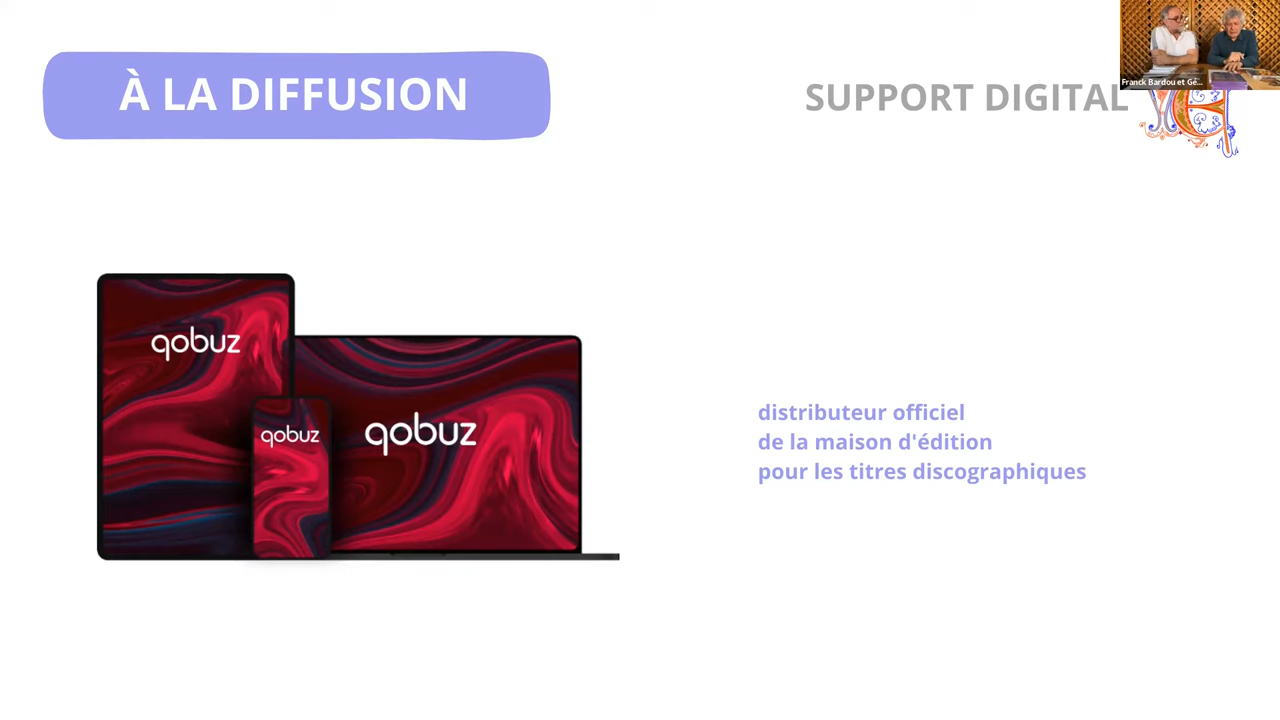 À LA DIFFUSION
SUPPORT DIGITAL
Franck Bardou et Gé...
qobuz
qobuz
qobuz
distributeur officiel
de la maison d'édition
pour les titres discographiques